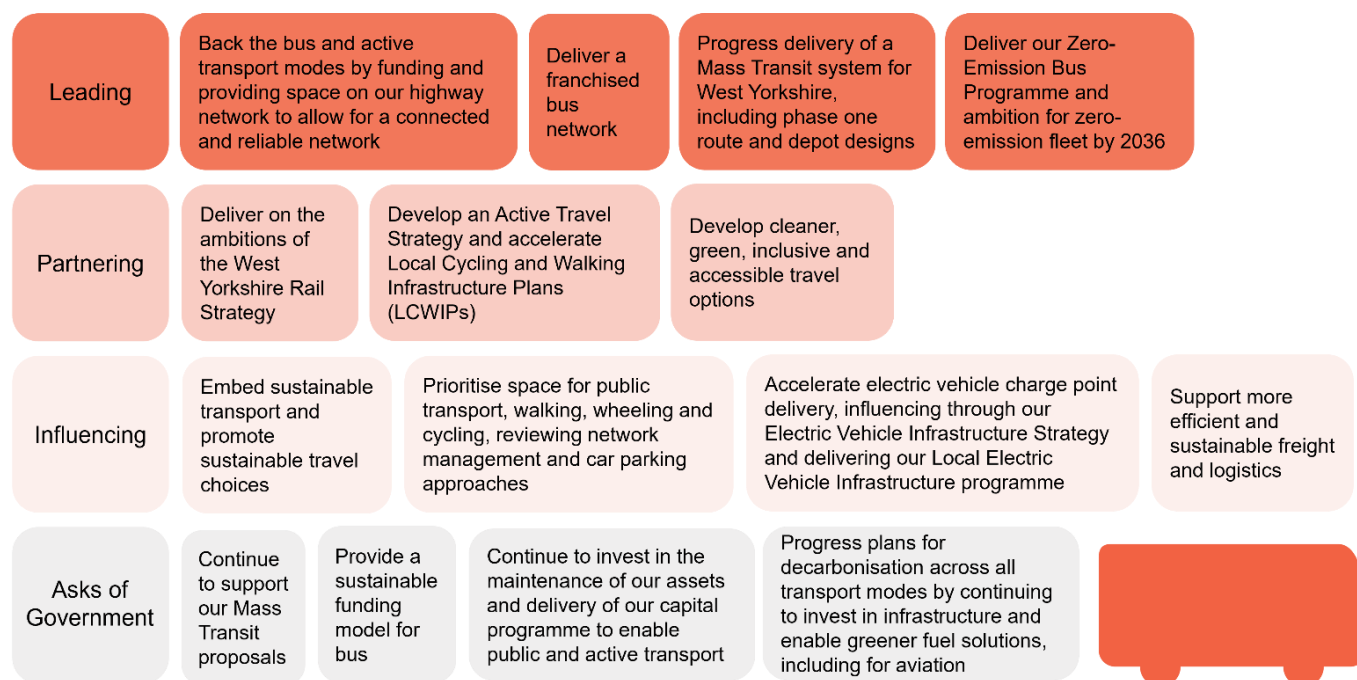 Leading
Back the bus and active
transport modes by funding and
providing space on our highway
network to allow for a connected
and reliable network
Deliver a
franchised
bus
network
Progress delivery of a
Mass Transit system for
West Yorkshire,
including phase one
route and depot designs
Deliver our Zero-
Emission Bus
Programme and
ambition for zero-
emission fleet by 2036
Partnering
Deliver on the
ambitions of
the West
Yorkshire Rail
Strategy
Develop an Active Travel
Strategy and accelerate
Local Cycling and Walking
Infrastructure Plans
(LCWIPs)
Develop cleaner,
green, inclusive and
accessible travel
options
Influencing
Embed sustainable
transport and
promote
sustainable travel
choices
Prioritise space for public
transport, walking, wheeling and
cycling, reviewing network
management and car parking
approaches
Accelerate electric vehicle charge point
delivery, influencing through our
Electric Vehicle Infrastructure Strategy
and delivering our Local Electric
Vehicle Infrastructure programme
Support more
efficient and
sustainable freight
and logistics
Asks of
Government
Continue
to support
our Mass
Transit
proposals
Provide a
sustainable
funding
model for
bus
Continue to invest in the
maintenance of our assets
and delivery of our capital
programme to enable
public and active transport
Progress plans for
decarbonisation across all
transport modes by continuing
to invest in infrastructure and
enable greener fuel solutions,
including for aviation